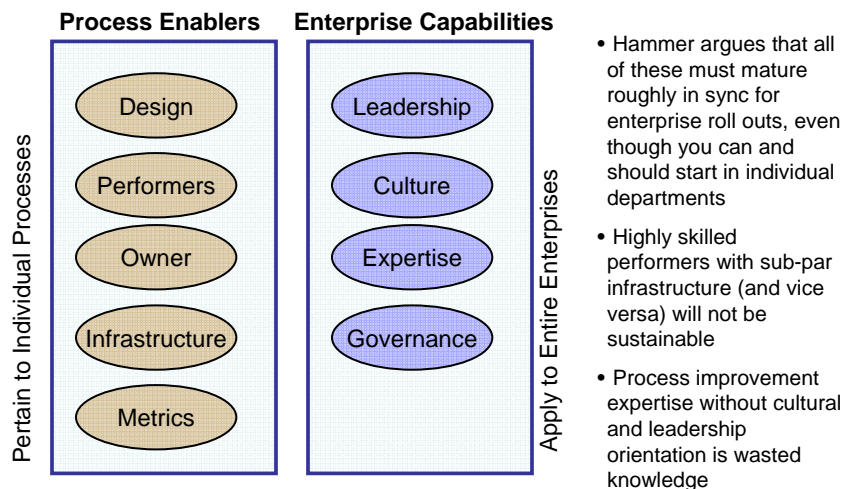 Process Enablers
Enterprise Capabilities
Pertain to Individual Processes
Design
Performers
Owner
Infrastructure
Metrics
Leadership
Culture
Expertise
Governance
Apply to Entire Enterprises
• Hammer argues that all
of these must mature
roughly in sync for
enterprise roll outs, even
though you can and
should start in individual
departments
• Highly skilled
performers with sub-par
infrastructure (and vice
versa) will not be
sustainable
• Process improvement
expertise without cultural
and leadership
orientation is wasted
knowledge